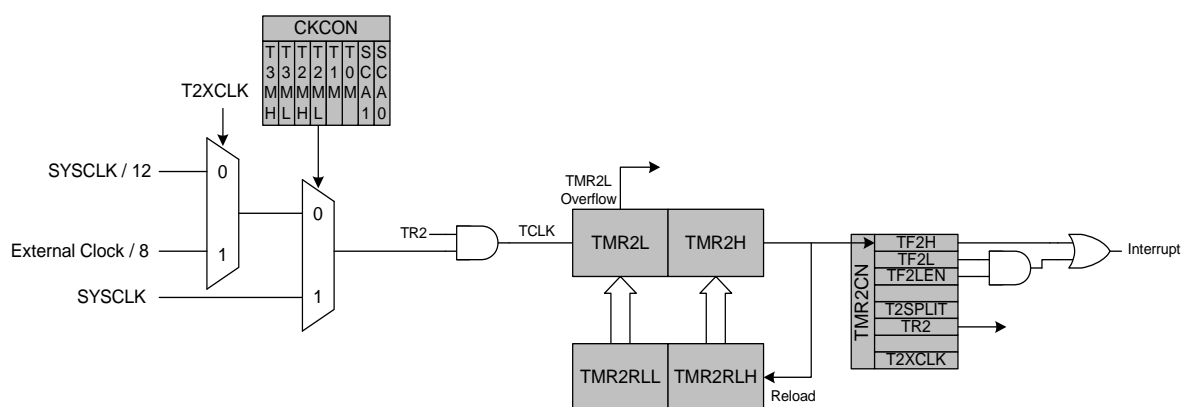 CKCON
T3MH
T3ML
T2MH
T2ML
T1M
T0M
SCA1
SCA0
T2XCLK
SYSCLK / 12
0
1
External Clock / 8
SYSCLK
0
1
TR2
TCLK
TMR2L
Overflow
TMR2L
TMR2H
TMR2RLL
TMR2RLH
Reload
TMR2CN
TF2H
TF2L
TF2LEN
T2SPLIT
TR2
T2XCLK
Interrupt